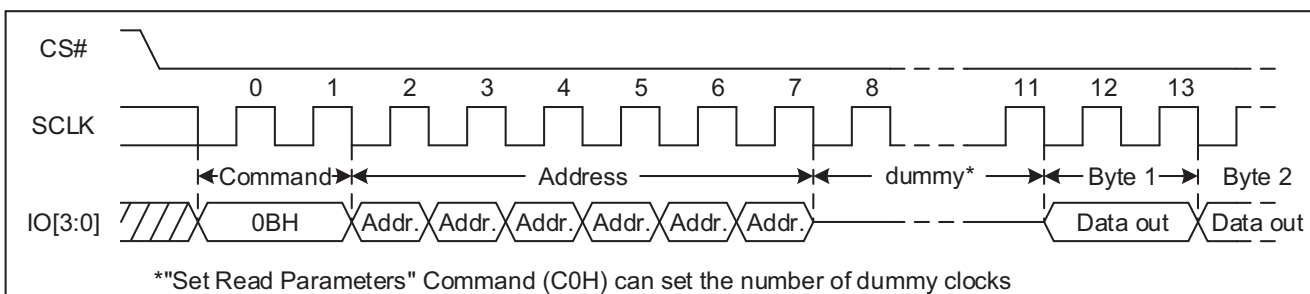 CS#
0 1 2 3 4 5 6 7 8 11 12 13
SCLK
Command Address dummy* Byte 1 Byte 2
IO[3:0] 0BH Addr. Addr. Addr. Addr. Addr. Addr. Data out Data out
*"Set Read Parameters" Command (C0H) can set the number of dummy clocks